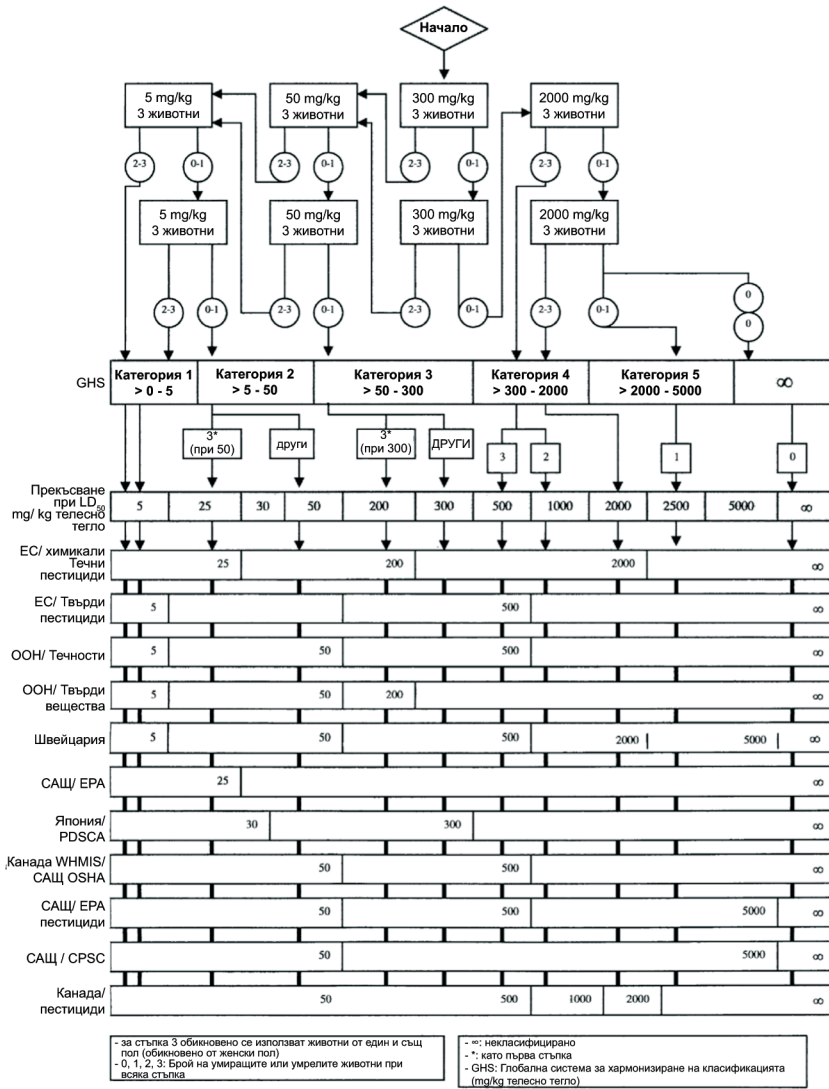 Начало
5 mg/kg
3 животни
50 mg/kg
3 животни
300 mg/kg
3 животни
2000 mg/kg
3 животни
2-3
0-1
2-3
0-1
2-3
0-1
2-3
0-1
5 mg/kg
3 животни
50 mg/kg
3 животни
300 mg/kg
3 животни
2000 mg/kg
3 животни
2-3
0-1
2-3
0-1
2-3
0-1
2-3
0-1
0
0
GHS
Категория 1
> 0 - 5
Категория 2
> 5 - 50
Категория 3
> 50 - 300
Категория 4
> 300 - 2000
Категория 5
> 2000 - 5000
∞
3*
(при 50)
други
3*
(при 300)
ДРУГИ
3
2
1
0
Прекъсване
при LD50
mg/ kg телесно
тегло
5 25 30 50 200 300 500 1000 2000 2500 5000 ∞
ЕС/ химикали
Течни
пестициди
25 200 2000 ∞
ЕС/ Твърди
пестициди
5 500 ∞
ООН/ Течности
5 50 500 ∞
ООН/ Твърди
вещества
5 50 200 ∞
Швейцария
5 50 500 2000 5000 ∞
САЩ/ EPA
25 ∞
Япония/
PDSCA
30 300 ∞
Канада WHMIS/
САЩ OSHA
50 500 ∞
САЩ/ EPA
пестициди
50 500 5000 ∞
САЩ / CPSC
50 5000 ∞
Канада/
пестициди
50 500 1000 2000 ∞
- за стъпка 3 обикновено се използват животни от един и същ
пол (обикновено от женски пол)
- 0, 1, 2, 3: Брой на умиращите или умрелите животни при
всяка стъпка
- ∞: некласифицирано
- *: като първа стъпка
- GHS: Глобална система за хармонизиране на класификацията
(mg/kg телесно тегло)